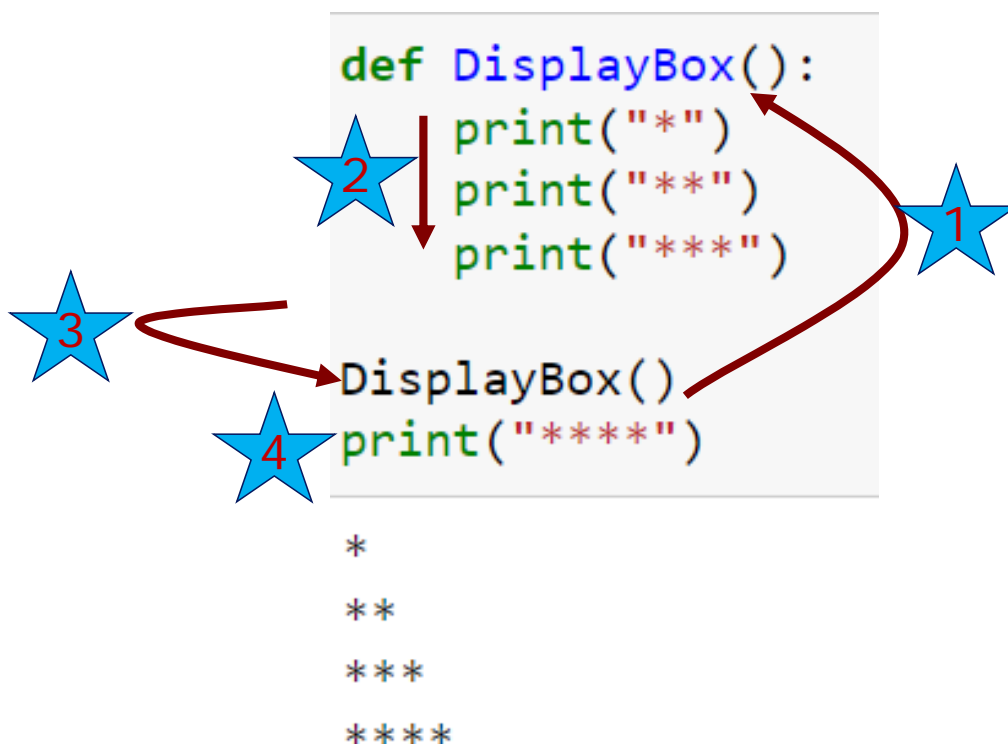 def DisplayBox():
    print("*")
2
    print("**")
1
    print("***")
3
DisplayBox()
4
print("****")
*
**
***
****